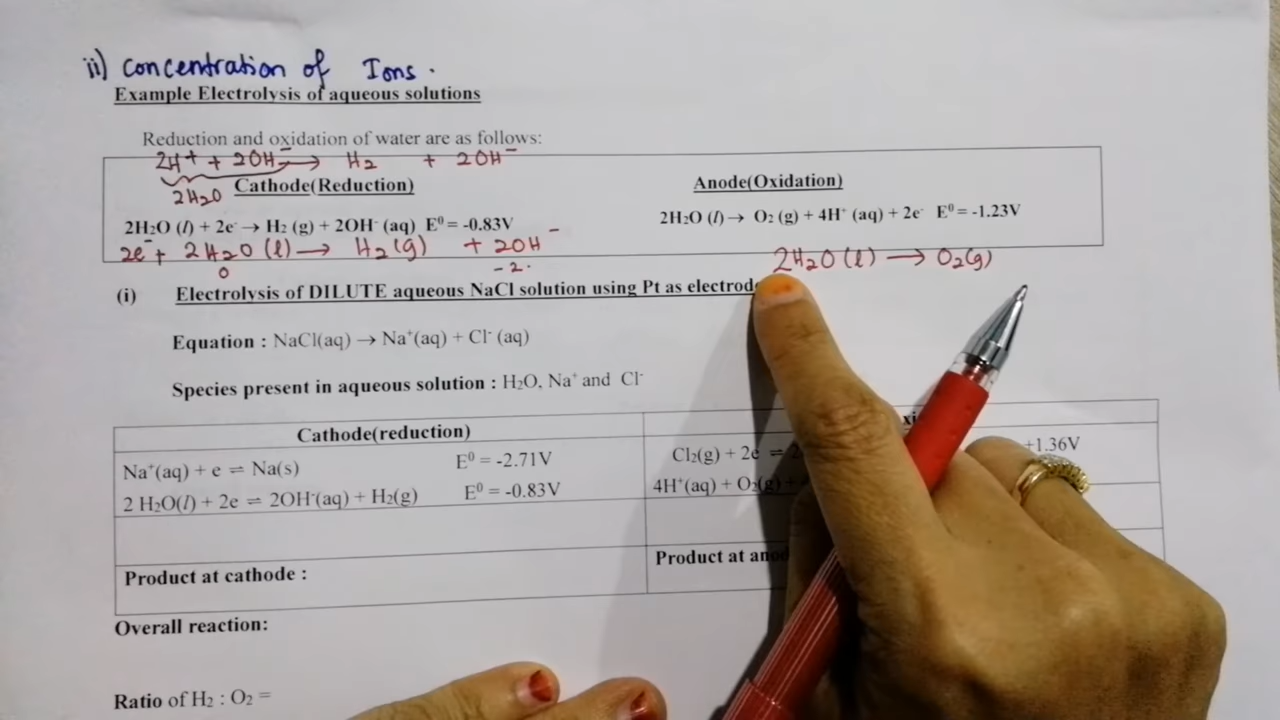 ii) Concentration of Ions.
Example Electrolysis of aqueous solutions
Reduction and oxidation of water are as follows:
2H⁺ + 2OH⁻ → H₂ + 2OH⁻
2H₂O
Cathode(Reduction)
Anode(Oxidation)
2H₂O (l) + 2e⁻ → H₂ (g) + 2OH⁻ (aq) E⁰ = -0.83V
2H₂O (l) → O₂ (g) + 4H⁺ (aq) + 2e⁻ E⁰ = -1.23V
2e⁻ + 2H₂O (l) → H₂(g) + 2OH⁻
0
-2.
2H₂O(l) → O₂(g)
(i) Electrolysis of DILUTE aqueous NaCl solution using Pt as
Equation : NaCl(aq) → Na⁺(aq) + Cl⁻ (aq)
Species present in aqueous solution : H₂O, Na⁺ and Cl⁻
Cathode(reduction)
Na⁺(aq) + e ⇌ Na(s) E⁰ = -2.71V
2 H₂O(l) + 2e ⇌ 2OH⁻(aq) + H₂(g) E⁰ = -0.83V
Cl₂(g) + 2e ⇌ 2
+1.36V
4H⁺(aq) + O₂(g) +
Product at cathode :
Product at
Overall reaction:
Ratio of H₂ : O₂ =